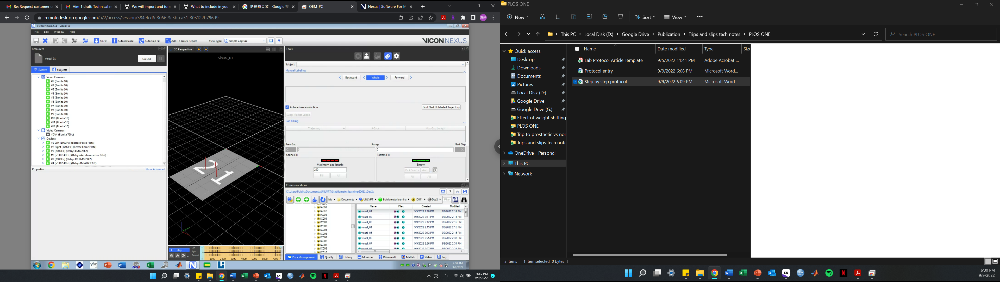 Re: Request customer c
Aim 1 draft: Technical n
We will import and form
What to include in your
Google
OEM-PC
Nexus | Software For M
remotedesktop.google.com/u/2/access/session/384efcd6-3066-3c3b-ca51-303122b796d9
Vicon Nexus 2.11 - visual_01
File Edit Window Help
KinFit AutoInitialize Auto Gap Fill Add To Quick Report View Type: Simple Capture
VICON NEXUS
Resources
visual_01
Go Live
System Subjects
Vicon Cameras
#1 (Bonita 10)
#2 (Bonita 10)
#3 (Bonita 10)
#4 (Bonita 10)
#5 (Bonita 10)
#6 (Bonita 10)
#7 (Bonita 10)
#8 (Bonita 10)
#9 (Bonita 10)
#10 (Bonita 10)
#11 (Bonita 10)
#12 (Bonita 10)
Video Cameras
#DV4 (Bonita 720c)
Devices
#1 Left [1000Hz] (Bertec Force Plate)
#2 Right [1000Hz] (Bertec Force Plate)
#1 [2000Hz] (Delsys EMG 2.0.2)
#2 [~148.148Hz] (Delsys Accelerometers 2.0.2)
#3 [2000Hz] (Delsys IM EMG 2.0.2)
#4 [~148.148Hz] (Delsys IM AUX 2.0.2)
Properties Show Advanced
3D Perspective
visual_01
2
1
Play
Left
Right
General
1000 2000 3000 4000 5000 6000 7000
Tools
Subject:
Manual Labeling
Backward Whole Forward
Auto advance selection Find Next Unlabeled Trajectory
Swap Marker Labels
Gap Filling
Trajectory #Gaps Max Gap Length
Prev Gap Range Next Gap
0 0
Spline Fill Pattern Fill
Maximum gap length: Empty
200 Pick Source Auto
Fill All Fill All
Communications
C:\Users\Public\Documents\UNLVPT\Stabilometer learning\ID011\Day2\
Documents UNLVPT Stabilometer learning ID011 Day2 Filter
IA006
IA007
IA008
IC001
IC002
IC003
IC004
IC005
IC006
IC007
IC008
IC009
IC010
Name Files Created Modified
visual_01 9/9/2022 2:10 PM 9/9/2022 2:14 PM
visual_02 9/9/2022 2:11 PM 9/9/2022 2:14 PM
visual_03 9/9/2022 2:12 PM 9/9/2022 2:15 PM
visual_04 9/9/2022 2:13 PM 9/9/2022 2:15 PM
visual_05 9/9/2022 2:13 PM 9/9/2022 2:15 PM
visual_06 9/9/2022 2:25 PM 9/9/2022 2:33 PM
visual_07 9/9/2022 2:26 PM 9/9/2022 2:34 PM
visual_08 9/9/2022 2:27 PM 9/9/2022 2:34 PM
Data Management Quality History Monitors IMeasureU Matlab Status Log
4:30 PM
9/9/2022
英
6:30 PM
9/9/2022
7
PLOS ONE
New Sort View
This PC Local Disk (D:) Google Drive Publication Trips and slips tech notes PLOS ONE
Search PLOS ONE
Quick access
Desktop
Downloads
Documents
Pictures
Local Disk (D:)
Google Drive
Google Drive (G:)
Effect of weight shifting
PLOS ONE
Trip to prosthetic vs nor
Trips and slips tech note
OneDrive - Personal
This PC
Network
Name Date modified Type Size
Lab Protocol Article Template 9/5/2022 11:41 PM Adobe Acrobat ...
Protocol entry 9/9/2022 6:06 PM Microsoft Word...
Step by step protocol 9/9/2022 6:09 PM Microsoft Word...
3 items 1 item selected 0 bytes
6:30 PM
9/9/2022